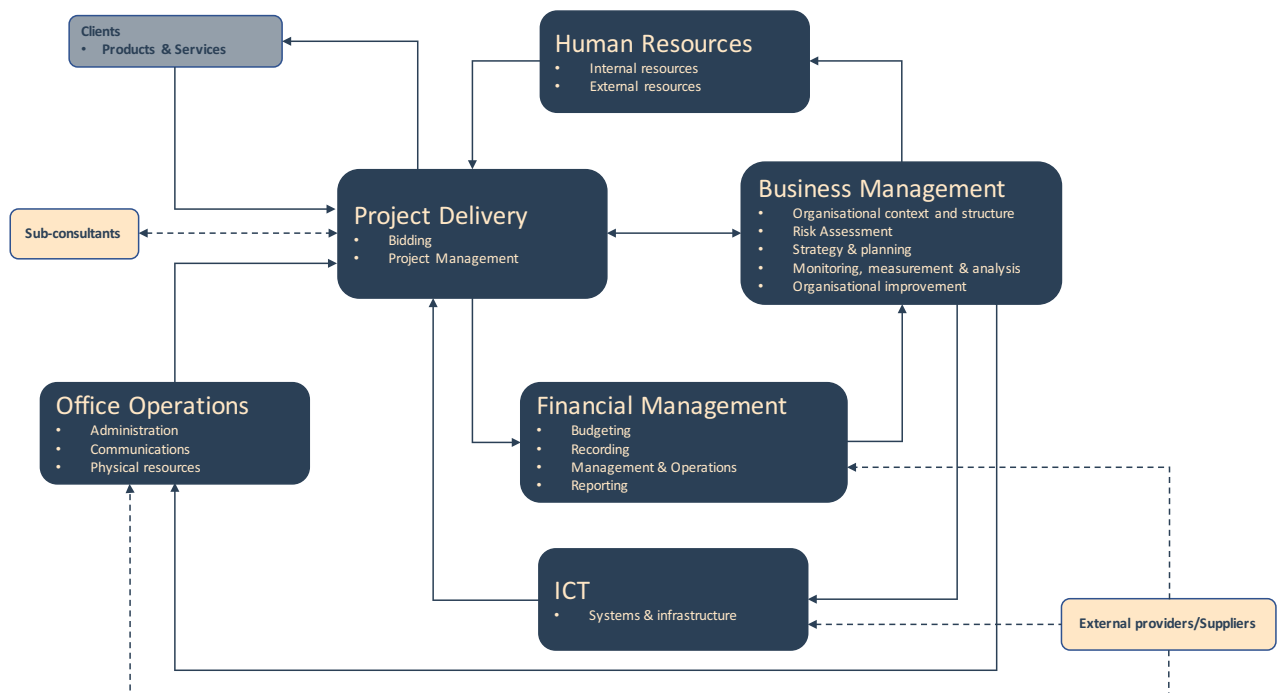 Clients
• Products & Services
Human Resources
• Internal resources
• External resources
Project Delivery
• Bidding
• Project Management
Business Management
• Organisational context and structure
• Risk Assessment
• Strategy & planning
• Monitoring, measurement & analysis
• Organisational improvement
Sub-consultants
Office Operations
• Administration
• Communications
• Physical resources
Financial Management
• Budgeting
• Recording
• Management & Operations
• Reporting
ICT
• Systems & infrastructure
External providers/Suppliers